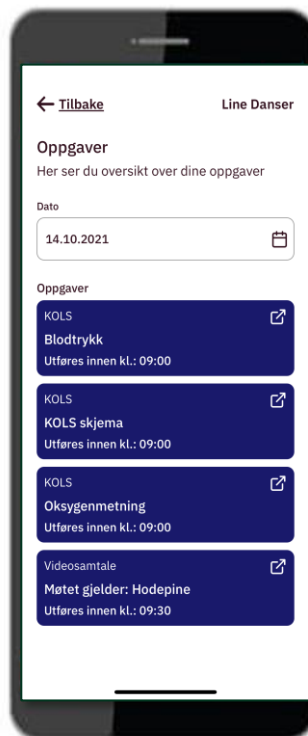 Tilbake
Line Danser
Oppgaver
Her ser du oversikt over dine oppgaver
Dato
14.10.2021
Oppgaver
KOLS
Blodtrykk
Utføres innen kl.: 09:00
KOLS
KOLS skjema
Utføres innen kl.: 09:00
KOLS
Oksygenmetning
Utføres innen kl.: 09:00
Videosamtale
Møtet gjelder: Hodepine
Utføres innen kl.: 09:30